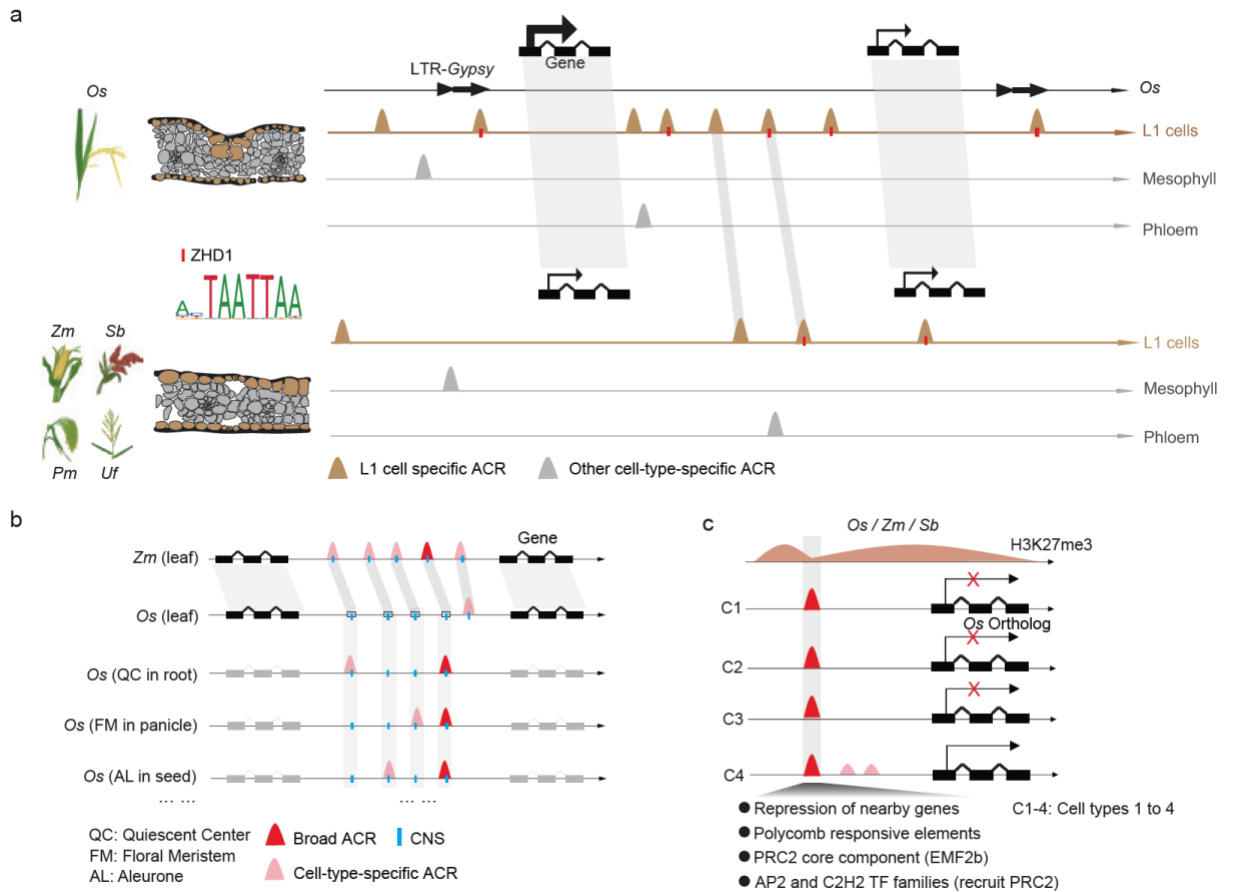 a
LTR-Gypsy
Gene
Os
Os
L1 cells
Mesophyll
Phloem
ZHD1
A TAATTAA
Zm Sb
L1 cells
Mesophyll
Pm Uf
Phloem
L1 cell specific ACR Other cell-type-specific ACR
b
Gene
Zm (leaf)
Os (leaf)
Os (QC in root)
Os (FM in panicle)
Os (AL in seed)
... ... ... ...
QC: Quiescent Center
FM: Floral Meristem
AL: Aleurone
Broad ACR CNS
Cell-type-specific ACR
c
Os / Zm / Sb
H3K27me3
C1
Os Ortholog
C2
C3
C4
● Repression of nearby genes
C1-4: Cell types 1 to 4
● Polycomb responsive elements
● PRC2 core component (EMF2b)
● AP2 and C2H2 TF families (recruit PRC2)